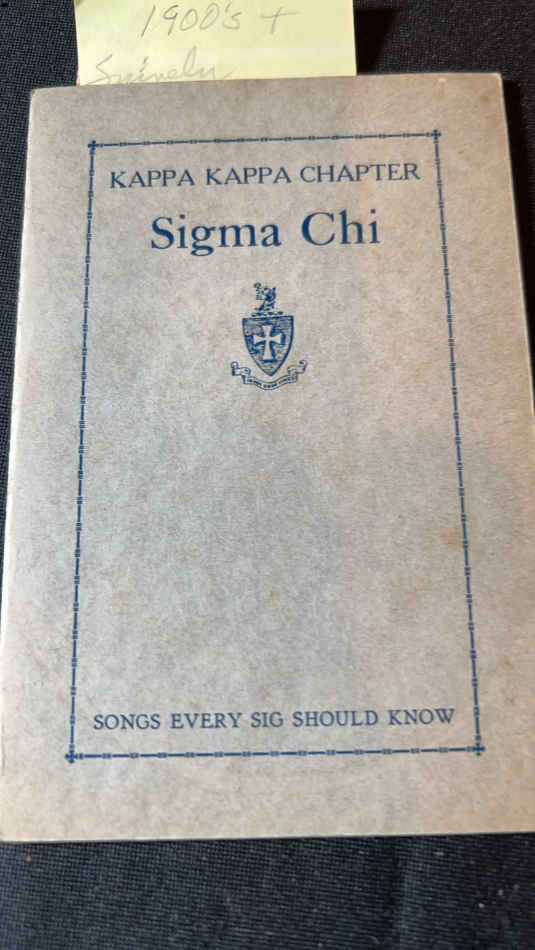 1900's +
KAPPA KAPPA CHAPTER
Sigma Chi
SONGS EVERY SIG SHOULD KNOW